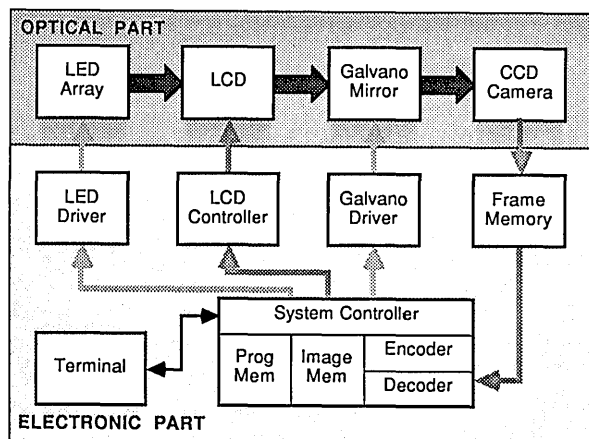 OPTICAL PART
LED
Array
LCD
Galvano
Mirror
CCD
Camera
LED
Driver
LCD
Controller
Galvano
Driver
Frame
Memory
System Controller
Terminal
Prog
Mem
Image
Mem
Encoder
Decoder
ELECTRONIC PART